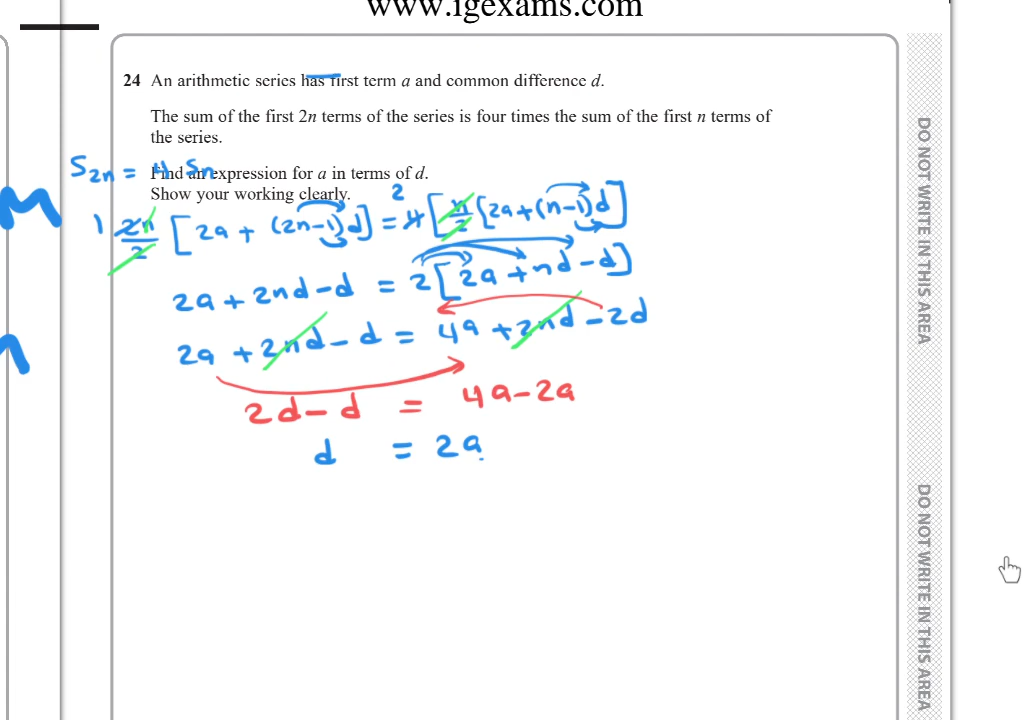 www.igexams.com
24 An arithmetic series has first term a and common difference d.
The sum of the first 2n terms of the series is four times the sum of the first n terms of
the series.
Find an expression for a in terms of d.
S2n = 4 Sn
Show your working clearly.
1 2n/2 [2a + (2n-1)d] = 4 2 [n/2 [2a+(n-1)d]
2a + 2nd - d = 2[2a + nd - d]
2a + 2nd - d = 4a + 2nd - 2d
2d - d = 4a - 2a
d = 2a
DO NOT WRITE IN THIS AREA
DO NOT WRITE IN THIS AREA